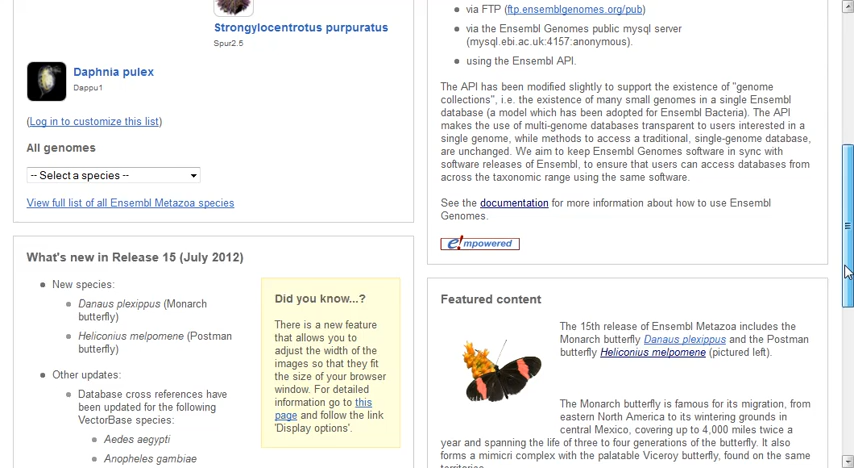 Strongylocentrotus purpuratus
Spur2.5
Daphnia pulex
Dappu1
(Log in to customize this list)
All genomes
-- Select a species --
View full list of all Ensembl Metazoa species
What's new in Release 15 (July 2012)
New species:
Danaus plexippus (Monarch
butterfly)
Heliconius melpomene (Postman
butterfly)
Other updates:
Database cross references have
been updated for the following
VectorBase species:
Aedes aegypti
Anopheles gambiae
Did you know...?
There is a new feature
that allows you to
adjust the width of the
images so that they fit
the size of your browser
window. For detailed
information go to this
page and follow the link
'Display options'.
via FTP (ftp.ensemblgenomes.org/pub)
via the Ensembl Genomes public mysql server
(mysql.ebi.ac.uk:4157:anonymous).
using the Ensembl API.
The API has been modified slightly to support the existence of "genome
collections", i.e. the existence of many small genomes in a single Ensembl
database (a model which has been adopted for Ensembl Bacteria). The API
makes the use of multi-genome databases transparent to users interested in a
single genome, while methods to access a traditional, single-genome database,
are unchanged. We aim to keep Ensembl Genomes software in sync with
software releases of Ensembl, to ensure that users can access databases from
across the taxonomic range using the same software.
See the documentation for more information about how to use Ensembl
Genomes.
e!mpowered
Featured content
The 15th release of Ensembl Metazoa includes the
Monarch butterfly Danaus plexippus and the Postman
butterfly Heliconius melpomene (pictured left).
The Monarch butterfly is famous for its migration, from
eastern North America to its wintering grounds in
central Mexico, covering up to 4,000 miles twice a
year and spanning the life of three to four generations of the butterfly. It also
forms a mimicri complex with the palatable Viceroy butterfly, found on the same
territories